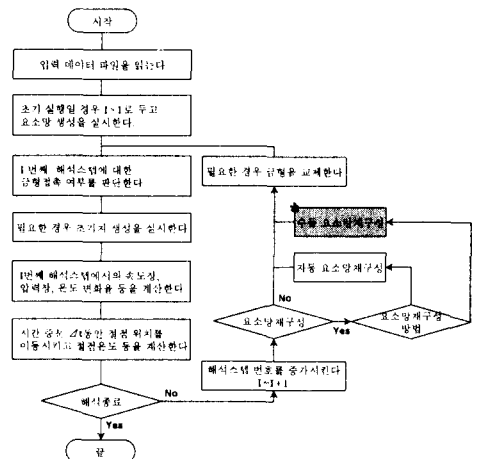 시작
입력 데이터 파일을 읽는다
초기 실행일 경우 I=1로 두고
요소망 생성을 실시한다.
I번째 해석스텝에 대한
금형접촉 여부를 판단한다
필요한 경우 초기치 생성을 실시한다
I번째 해석스텝에서의 속도장,
압력장, 온도 변화율 등을 계산한다
시간 증분 Δt동안 절점 위치를
이동시키고 절점온도 등을 계산한다
해석종료
No
Yes
끝
필요한 경우 금형을 교체한다
수동 요소망재구성
자동 요소망재구성
No
요소망재구성
Yes
요소망재구성
방법
해석스텝 번호를 증가시킨다
I=I+1